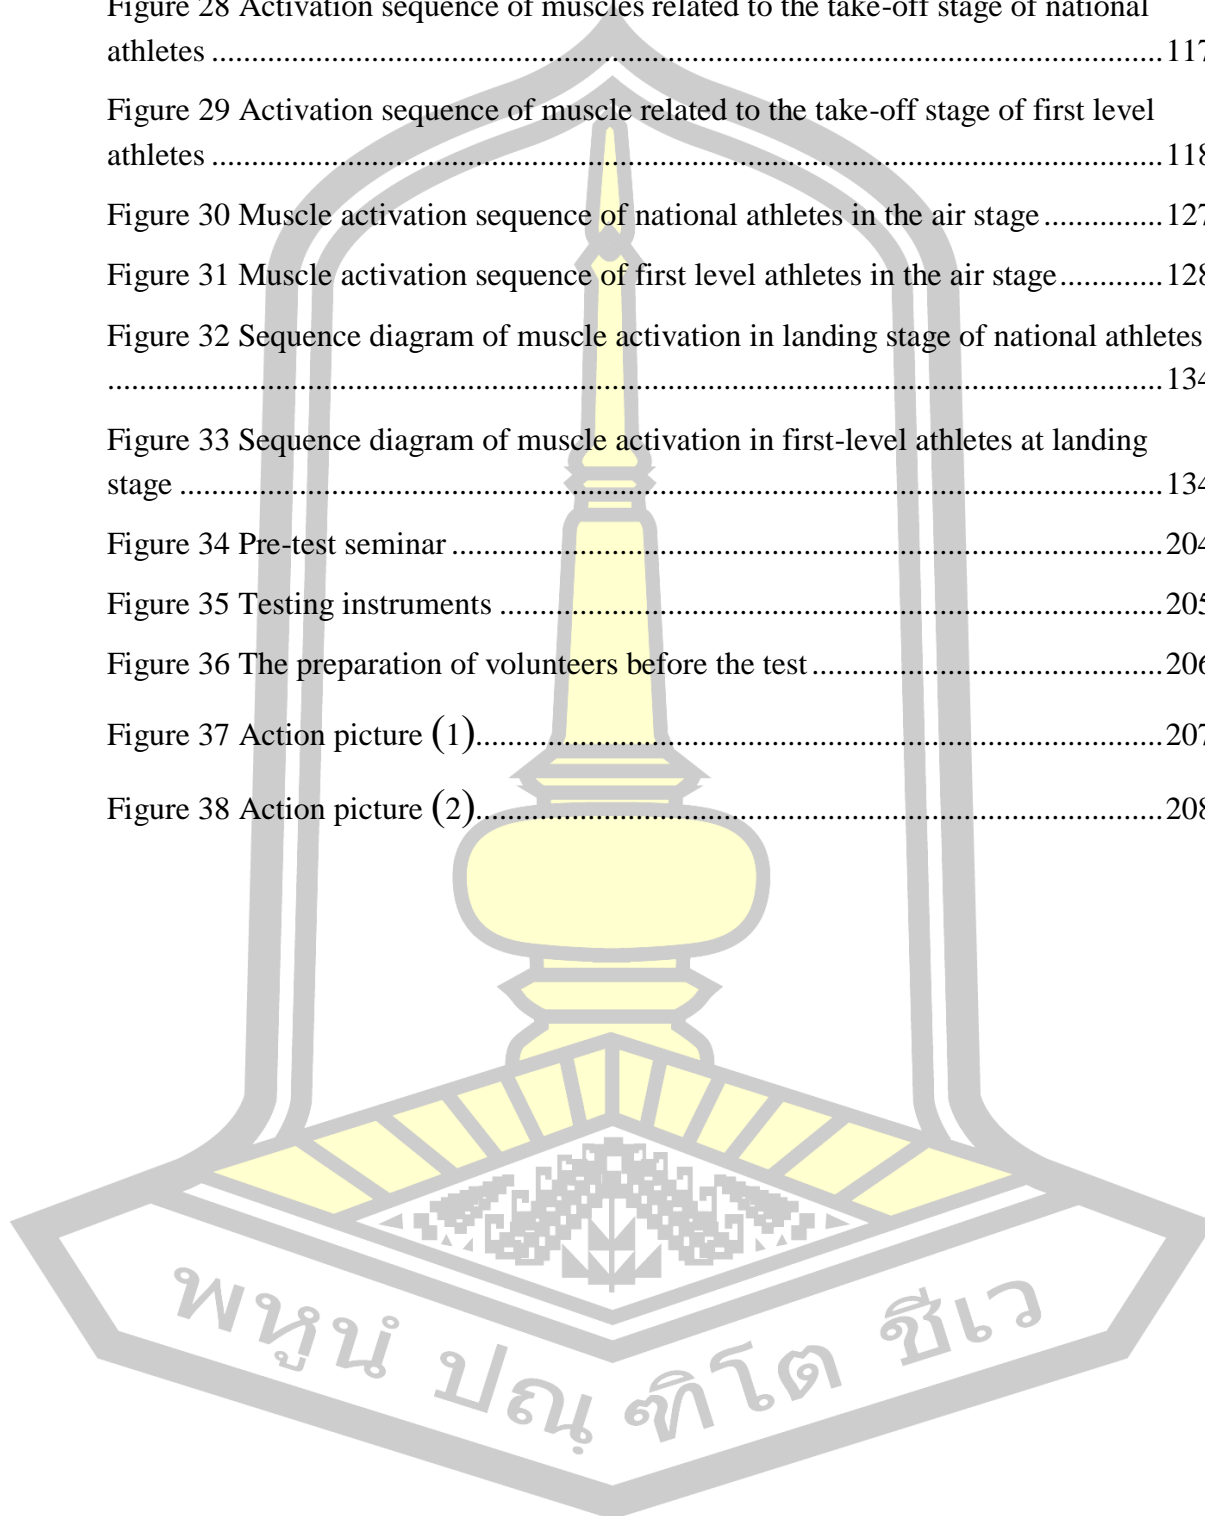 Figure 28 Activation sequence of muscles related to the take-off stage of national
athletes ........................................................................................................ 117
Figure 29 Activation sequence of muscle related to the take-off stage of first level
athletes ........................................................................................................ 118
Figure 30 Muscle activation sequence of national athletes in the air stage ............. 127
Figure 31 Muscle activation sequence of first level athletes in the air stage ............. 128
Figure 32 Sequence diagram of muscle activation in landing stage of national athletes
........................................................................................................ 134
Figure 33 Sequence diagram of muscle activation in first-level athletes at landing
stage ........................................................................................................ 134
Figure 34 Pre-test seminar ............................................................................ 204
Figure 35 Testing instruments ....................................................................... 205
Figure 36 The preparation of volunteers before the test ...................................... 206
Figure 37 Action picture (1) .......................................................................... 207
Figure 38 Action picture (2) .......................................................................... 208
พหูนํ ปณฺฑิโต ชีเว